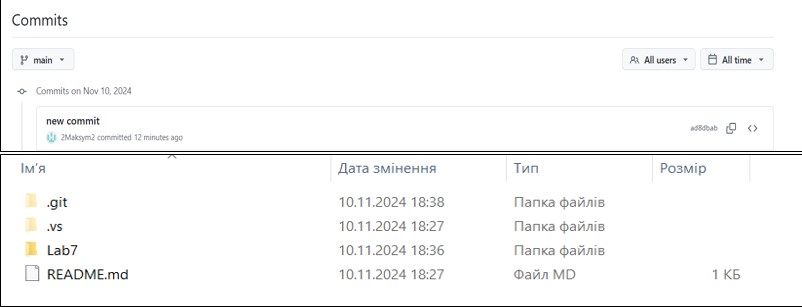 Commits
main
All users
All time
Commits on Nov 10, 2024
new commit
2Maksym2 committed 12 minutes ago
ad8dbab
Ім'я Дата змінення Тип Розмір
.git 10.11.2024 18:38 Папка файлів
.vs 10.11.2024 18:27 Папка файлів
Lab7 10.11.2024 18:36 Папка файлів
README.md 10.11.2024 18:27 Файл MD 1 КБ